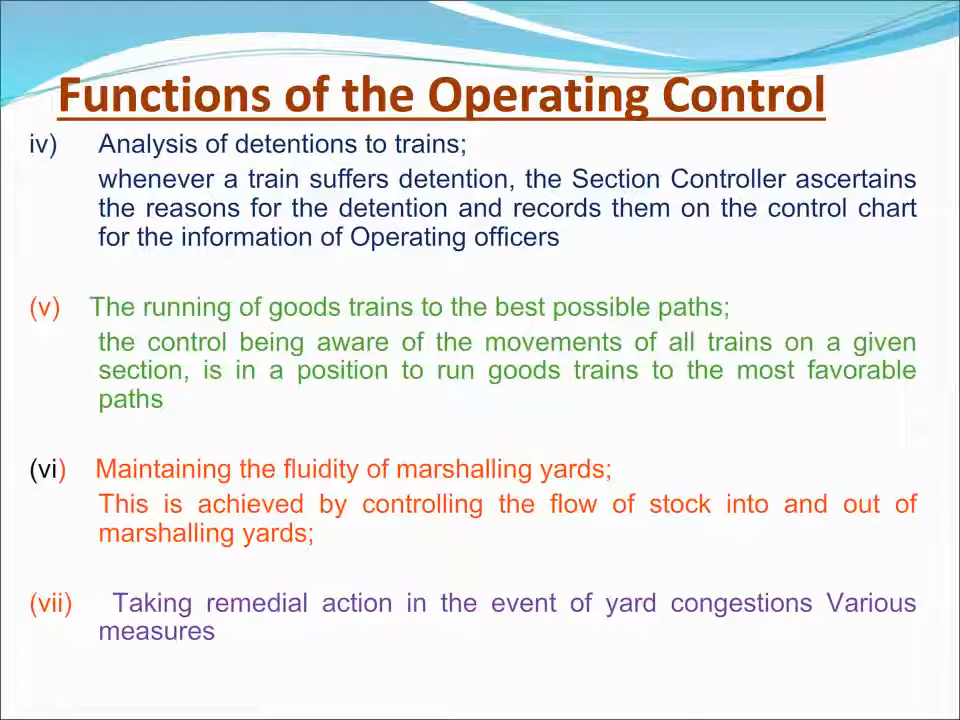 Functions of the Operating Control
iv) Analysis of detentions to trains;
whenever a train suffers detention, the Section Controller ascertains
the reasons for the detention and records them on the control chart
for the information of Operating officers
(v) The running of goods trains to the best possible paths;
the control being aware of the movements of all trains on a given
section, is in a position to run goods trains to the most favorable
paths
(vi) Maintaining the fluidity of marshalling yards;
This is achieved by controlling the flow of stock into and out of
marshalling yards;
(vii) Taking remedial action in the event of yard congestions Various
measures